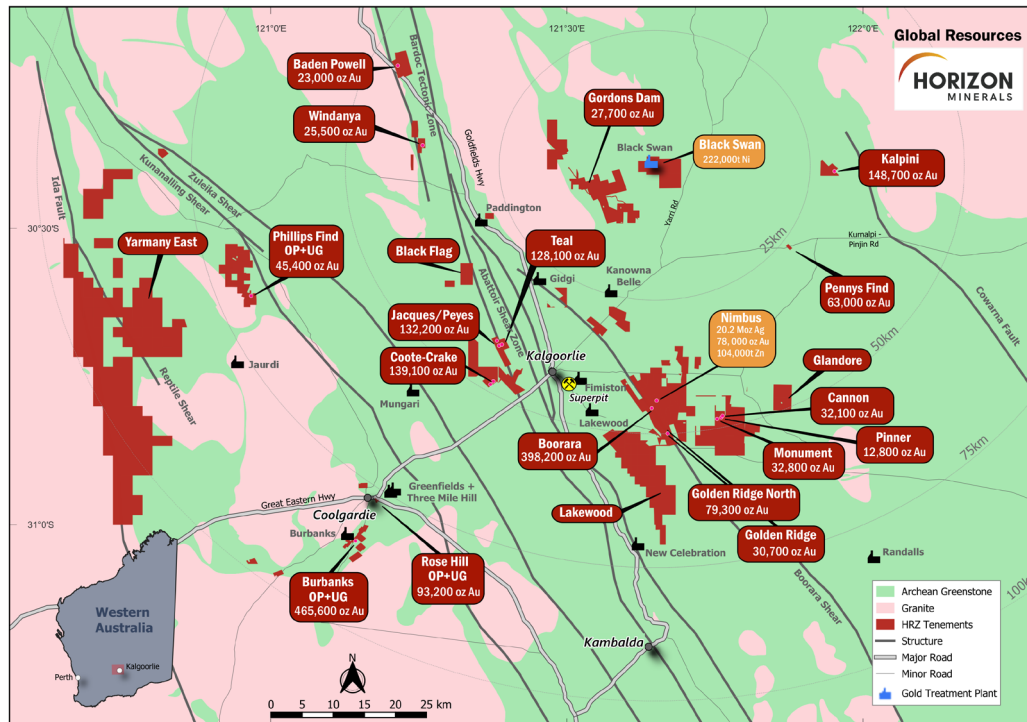 121°0'E
121°30'E
122°0'E
Global Resources
HORIZON
MINERALS
Bardoc Tectonic Zone
Baden Powell
23,000 oz Au
Windanya
25,500 oz Au
Goldfields Hwy
Gordons Dam
27,700 oz Au
Black Swan
Black Swan
222,000t Ni
Kalpini
148,700 oz Au
Ida Fault
Kunanalling Shear
Zuleika Shear
30°30'S
Yarmany East
Phillips Find
OP+UG
45,400 oz Au
Paddington
Black Flag
Teal
128,100 oz Au
Gidgi
Kanowna
Belle
Yarri Rd
25km
Kurnalpi -
Pinjin Rd
Pennys Find
63,000 oz Au
Cowarna Fault
Abattoir Shear Zone
Jacques/Peyes
132,200 oz Au
Coote-Crake
139,100 oz Au
Kalgoorlie
Nimbus
20.2 Moz Ag
78,000 oz Au
104,000t Zn
50km
Glandore
Reptile Shear
Jaurdi
Mungari
Fimiston
Superpit
Lakewood
Cannon
32,100 oz Au
Pinner
12,800 oz Au
75km
Boorara
398,200 oz Au
Monument
32,800 oz Au
Golden Ridge North
79,300 oz Au
Golden Ridge
30,700 oz Au
Lakewood
Greenfields +
Three Mile Hill
Great Eastern Hwy
Coolgardie
31°0'S
Burbanks
Burbanks
OP+UG
465,600 oz Au
Rose Hill
OP+UG
93,200 oz Au
New Celebration
Randalls
Boorara Shear
100k
Kambalda
Western
Australia
Perth
Kalgoorlie
N
0 5 10 15 20 25 km
Archean Greenstone
Granite
HRZ Tenements
Structure
Major Road
Minor Road
Gold Treatment Plant